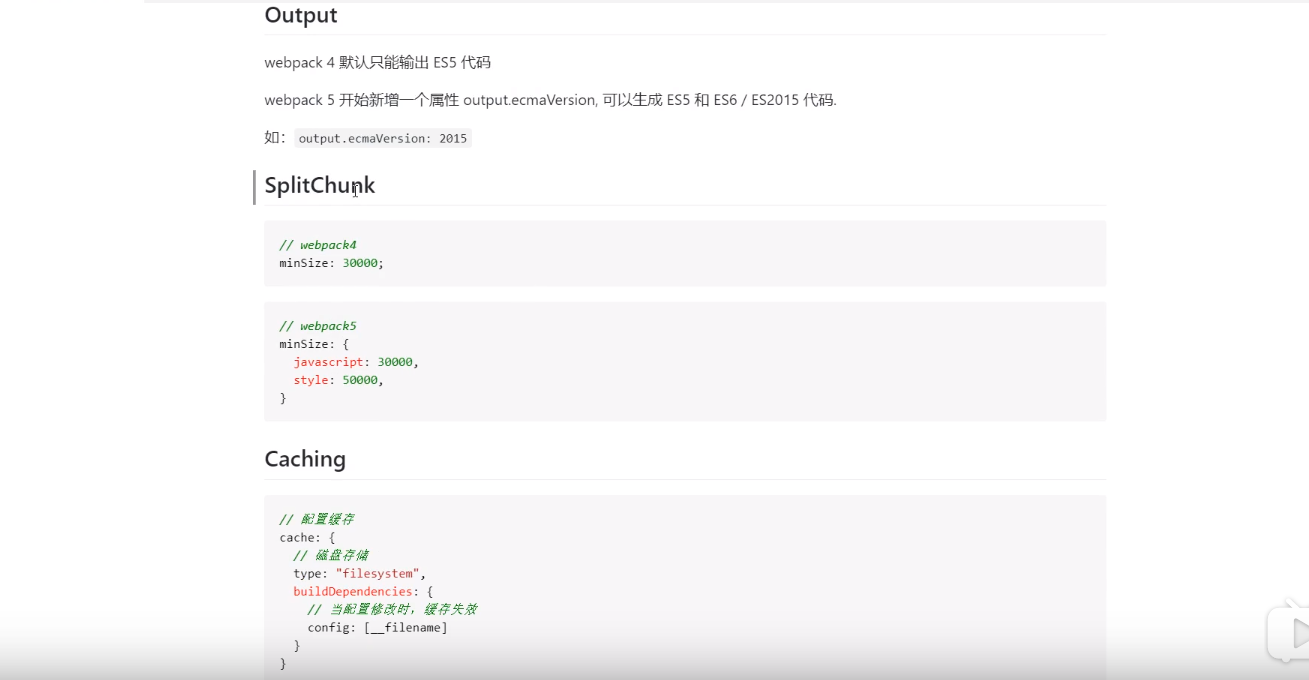 Output
webpack 4 默认只能输出 ES5 代码
webpack 5 开始新增一个属性 output.ecmaVersion, 可以生成 ES5 和 ES6 / ES2015 代码.
如： output.ecmaVersion: 2015
SplitChunk
// webpack4
minSize: 30000;
// webpack5
minSize: {
  javascript: 30000,
  style: 50000,
}
Caching
// 配置缓存
cache: {
  // 磁盘存储
  type: "filesystem",
  buildDependencies: {
    // 当配置修改时，缓存失效
    config: [__filename]
  }
}